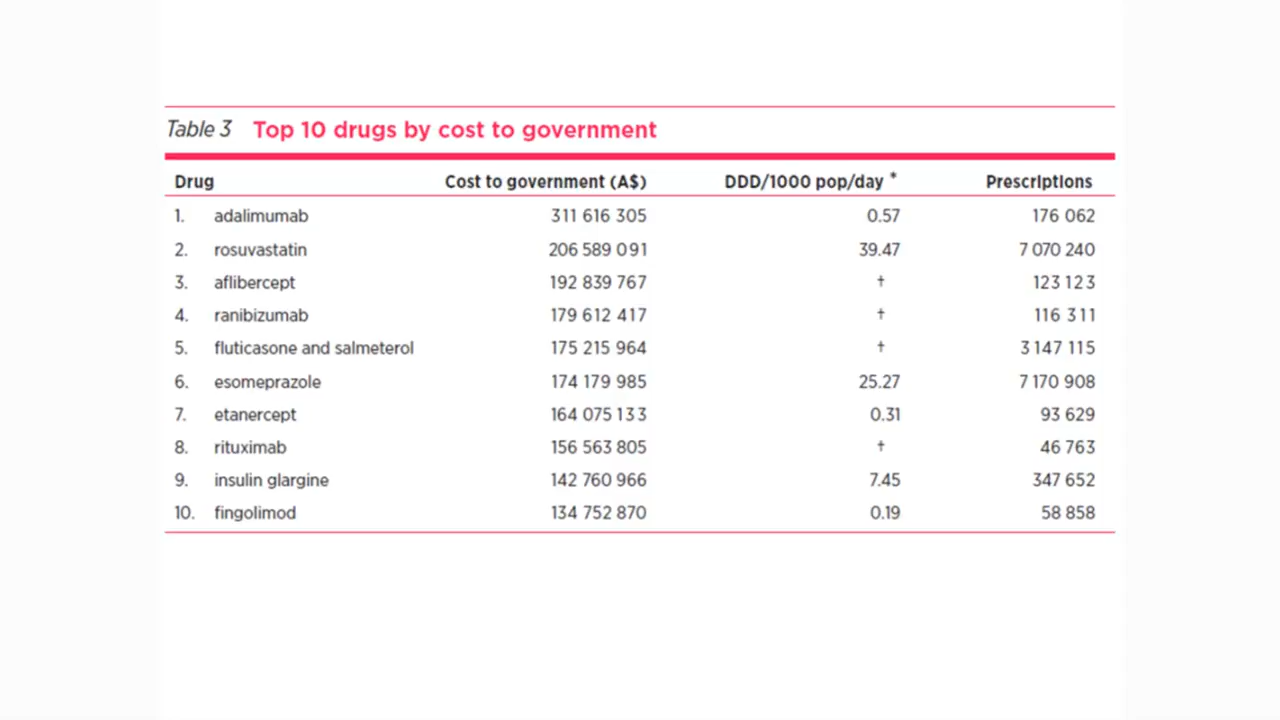 Table 3 Top 10 drugs by cost to government
Drug Cost to government (A$) DDD/1000 pop/day * Prescriptions
1. adalimumab 311 616 305 0.57 176 062
2. rosuvastatin 206 589 091 39.47 7 070 240
3. aflibercept 192 839 767 † 123 123
4. ranibizumab 179 612 417 † 116 311
5. fluticasone and salmeterol 175 215 964 † 3 147 115
6. esomeprazole 174 179 985 25.27 7 170 908
7. etanercept 164 075 133 0.31 93 629
8. rituximab 156 563 805 † 46 763
9. insulin glargine 142 760 966 7.45 347 652
10. fingolimod 134 752 870 0.19 58 858